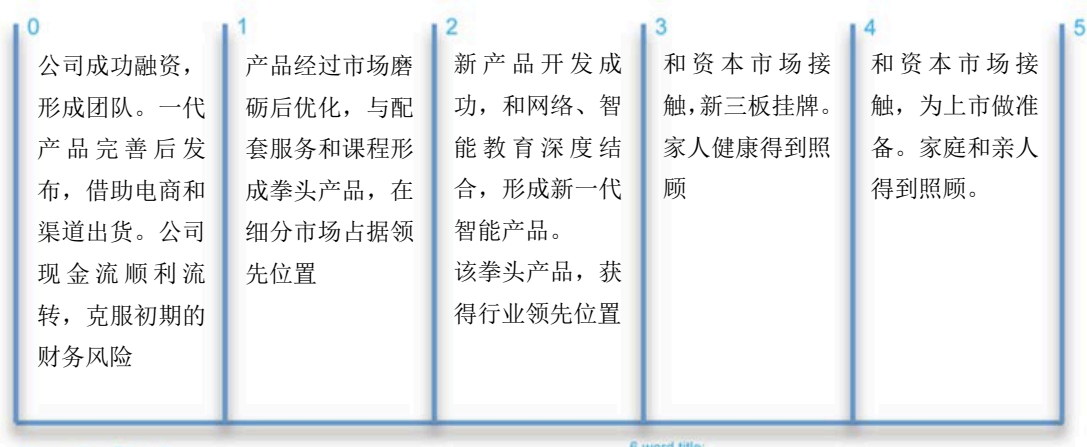 0
公司成功融资，
形成团队。一代
产品完善后发
布，借助电商和
渠道出货。公司
现金流顺利流
转，克服初期的
财务风险
1
产品经过市场磨
砺后优化，与配
套服务和课程形
成拳头产品，在
细分市场占据领
先位置
2
新产品开发成
功，和网络、智
能教育深度结
合，形成新一代
智能产品。
该拳头产品，获
得行业领先位置
3
和资本市场接
触，新三板挂牌。
家人健康得到照
顾
4
和资本市场接
触，为上市做准
备。家庭和亲人
得到照顾。
5
6 word title: